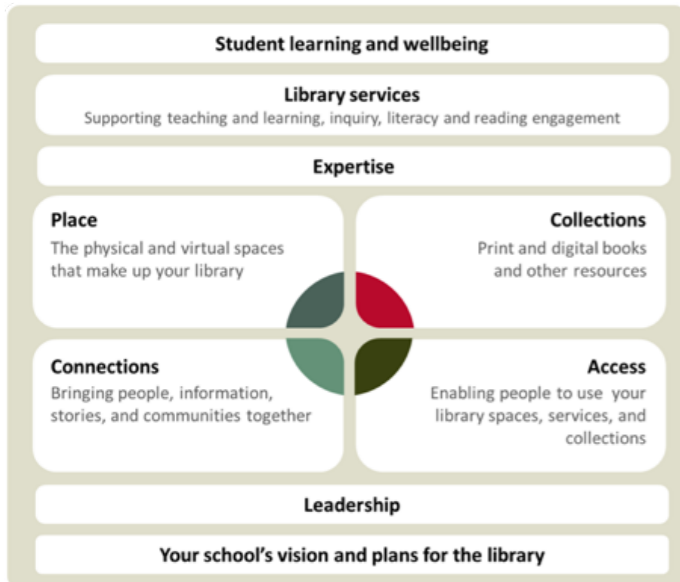 Student learning and wellbeing
Library services
Supporting teaching and learning, inquiry, literacy and reading engagement
Expertise
Place
The physical and virtual spaces
that make up your library
Collections
Print and digital books
and other resources
Connections
Bringing people, information,
stories, and communities together
Access
Enabling people to use your
library spaces, services, and
collections
Leadership
Your school’s vision and plans for the library